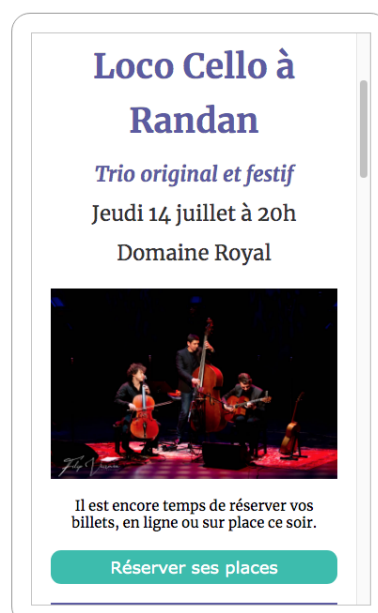 Loco Cello à
Randan
Trio original et festif
Jeudi 14 juillet à 20h
Domaine Royal
Il est encore temps de réserver vos
billets, en ligne ou sur place ce soir.
Réserver ses places